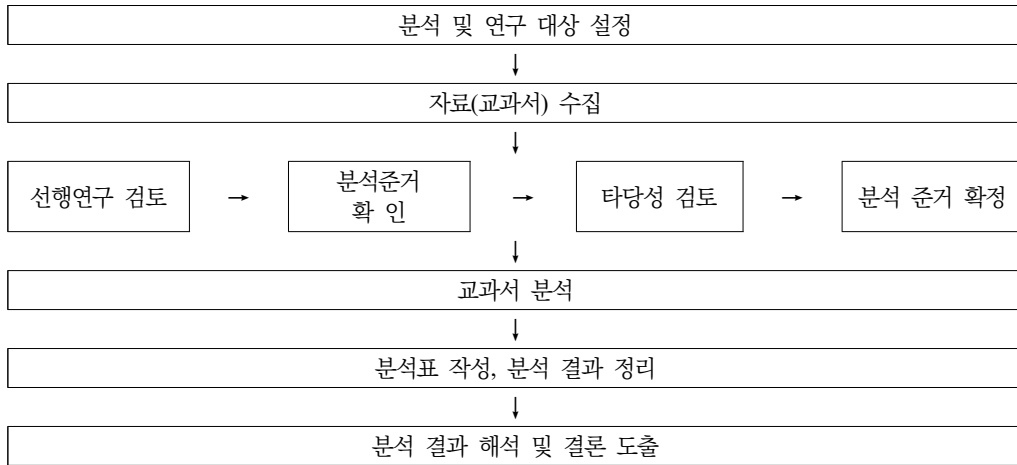 분석 및 연구 대상 설정
↓
자료(교과서) 수집
↓
선행연구 검토 → 분석준거 확 인 → 타당성 검토 → 분석 준거 확정
↓
교과서 분석
↓
분석표 작성, 분석 결과 정리
↓
분석 결과 해석 및 결론 도출